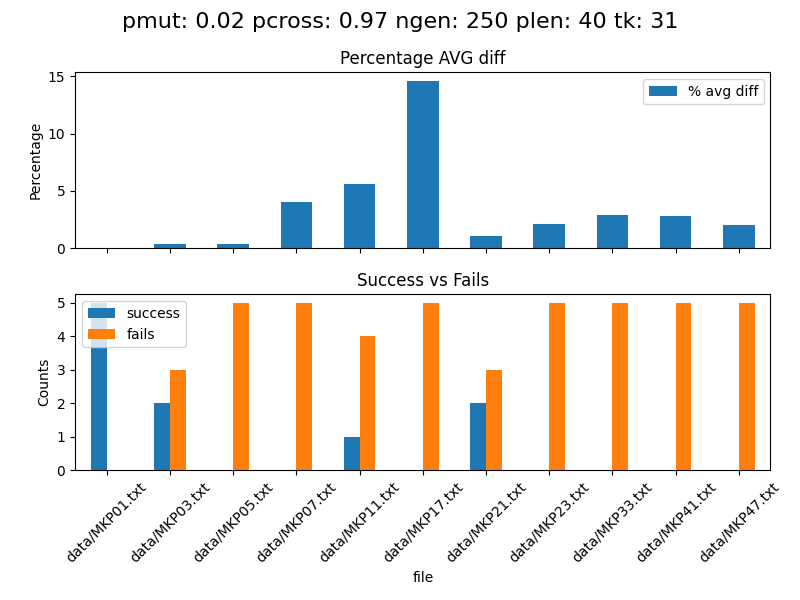 pmut: 0.02 pcross: 0.97 ngen: 250 plen: 40 tk: 31
Percentage AVG diff
15
10
5
0
Percentage
% avg diff
Success vs Fails
5
4
3
2
1
0
Counts
success
fails
data/MKP01.txt
data/MKP03.txt
data/MKP05.txt
data/MKP07.txt
data/MKP11.txt
data/MKP17.txt
data/MKP21.txt
data/MKP23.txt
data/MKP33.txt
data/MKP41.txt
data/MKP47.txt
file